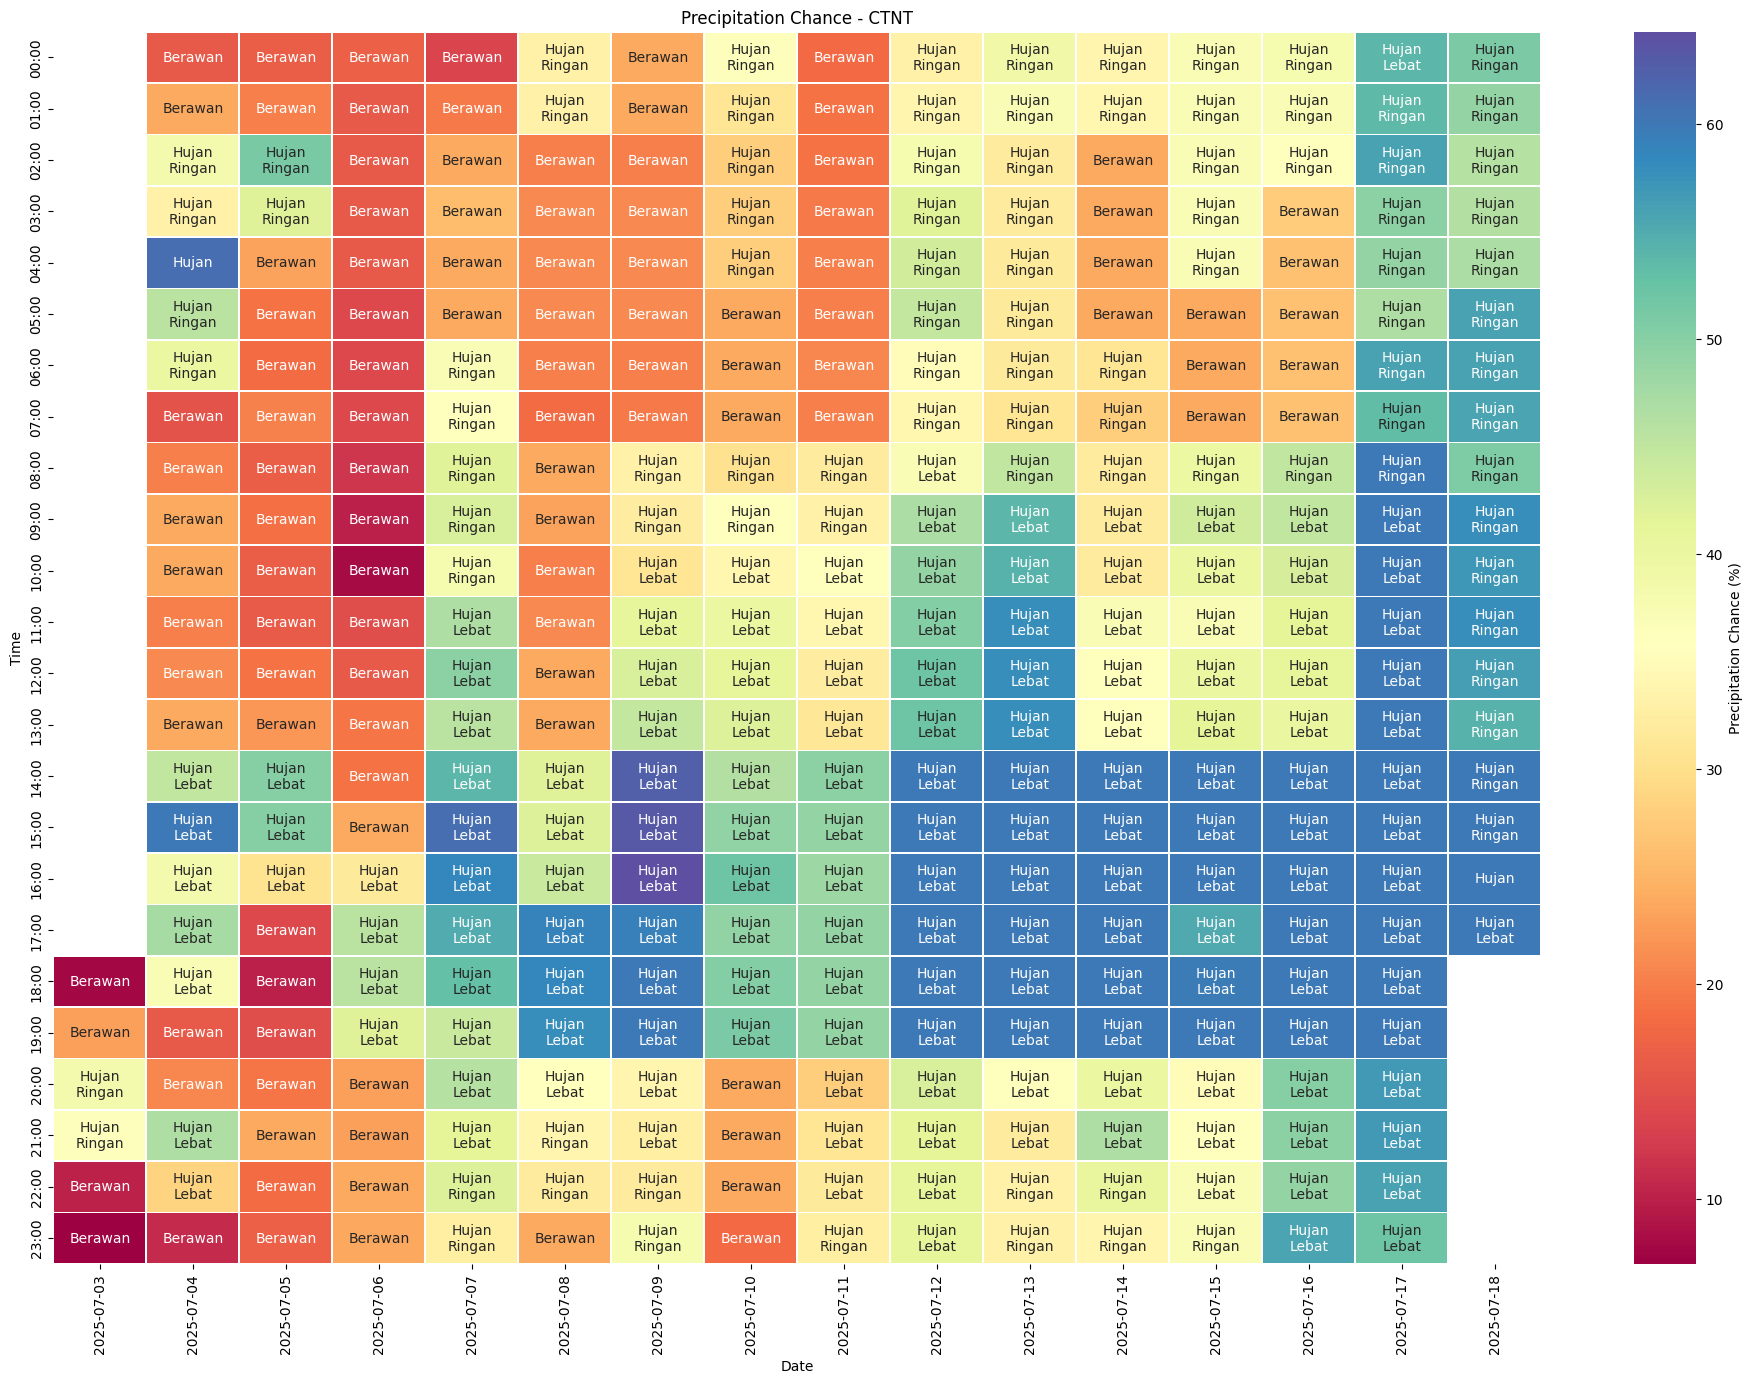 Precipitation Chance - CTNT
00:00 Berawan Berawan Berawan Berawan Hujan Ringan Berawan Hujan Ringan Berawan Hujan Ringan Hujan Ringan Hujan Ringan Hujan Ringan Hujan Ringan Hujan Lebat Hujan Ringan
01:00 Berawan Berawan Berawan Berawan Hujan Ringan Berawan Hujan Ringan Berawan Hujan Ringan Hujan Ringan Hujan Ringan Hujan Ringan Hujan Ringan Hujan Ringan Hujan Ringan
02:00 Hujan Ringan Hujan Ringan Berawan Berawan Berawan Berawan Hujan Ringan Berawan Hujan Ringan Hujan Ringan Berawan Hujan Ringan Hujan Ringan Hujan Ringan Hujan Ringan
03:00 Hujan Ringan Hujan Ringan Berawan Berawan Berawan Berawan Hujan Ringan Berawan Hujan Ringan Hujan Ringan Berawan Hujan Ringan Berawan Hujan Ringan Hujan Ringan
04:00 Hujan Berawan Berawan Berawan Berawan Berawan Hujan Ringan Berawan Hujan Ringan Hujan Ringan Berawan Hujan Ringan Berawan Hujan Ringan Hujan Ringan
05:00 Hujan Ringan Berawan Berawan Berawan Berawan Berawan Berawan Berawan Hujan Ringan Hujan Ringan Berawan Berawan Berawan Hujan Ringan Hujan Ringan
06:00 Hujan Ringan Berawan Berawan Hujan Ringan Berawan Berawan Berawan Berawan Hujan Ringan Hujan Ringan Hujan Ringan Berawan Berawan Hujan Ringan Hujan Ringan
07:00 Berawan Berawan Berawan Hujan Ringan Berawan Berawan Berawan Berawan Hujan Ringan Hujan Ringan Hujan Ringan Berawan Berawan Hujan Ringan Hujan Ringan
08:00 Berawan Berawan Berawan Hujan Ringan Berawan Hujan Ringan Hujan Ringan Hujan Ringan Hujan Lebat Hujan Ringan Hujan Ringan Hujan Ringan Hujan Ringan Hujan Ringan Hujan Ringan
09:00 Berawan Berawan Berawan Hujan Ringan Berawan Hujan Ringan Hujan Ringan Hujan Ringan Hujan Lebat Hujan Lebat Hujan Lebat Hujan Lebat Hujan Lebat Hujan Lebat Hujan Ringan
10:00 Berawan Berawan Berawan Hujan Ringan Berawan Hujan Lebat Hujan Lebat Hujan Lebat Hujan Lebat Hujan Lebat Hujan Lebat Hujan Lebat Hujan Lebat Hujan Lebat Hujan Ringan
11:00 Berawan Berawan Berawan Hujan Lebat Berawan Hujan Lebat Hujan Lebat Hujan Lebat Hujan Lebat Hujan Lebat Hujan Lebat Hujan Lebat Hujan Lebat Hujan Lebat Hujan Ringan
12:00 Berawan Berawan Berawan Hujan Lebat Berawan Hujan Lebat Hujan Lebat Hujan Lebat Hujan Lebat Hujan Lebat Hujan Lebat Hujan Lebat Hujan Lebat Hujan Lebat Hujan Ringan
13:00 Berawan Berawan Berawan Hujan Lebat Berawan Hujan Lebat Hujan Lebat Hujan Lebat Hujan Lebat Hujan Lebat Hujan Lebat Hujan Lebat Hujan Lebat Hujan Lebat Hujan Ringan
14:00 Hujan Lebat Hujan Lebat Berawan Hujan Lebat Hujan Lebat Hujan Lebat Hujan Lebat Hujan Lebat Hujan Lebat Hujan Lebat Hujan Lebat Hujan Lebat Hujan Lebat Hujan Lebat Hujan Ringan
15:00 Hujan Lebat Hujan Lebat Berawan Hujan Lebat Hujan Lebat Hujan Lebat Hujan Lebat Hujan Lebat Hujan Lebat Hujan Lebat Hujan Lebat Hujan Lebat Hujan Lebat Hujan Lebat Hujan Ringan
16:00 Hujan Lebat Hujan Lebat Hujan Lebat Hujan Lebat Hujan Lebat Hujan Lebat Hujan Lebat Hujan Lebat Hujan Lebat Hujan Lebat Hujan Lebat Hujan Lebat Hujan Lebat Hujan Lebat Hujan
17:00 Hujan Lebat Berawan Hujan Lebat Hujan Lebat Hujan Lebat Hujan Lebat Hujan Lebat Hujan Lebat Hujan Lebat Hujan Lebat Hujan Lebat Hujan Lebat Hujan Lebat Hujan Lebat Hujan Lebat
18:00 Berawan Hujan Lebat Berawan Hujan Lebat Hujan Lebat Hujan Lebat Hujan Lebat Hujan Lebat Hujan Lebat Hujan Lebat Hujan Lebat Hujan Lebat Hujan Lebat Hujan Lebat Hujan Lebat
19:00 Berawan Berawan Berawan Hujan Lebat Hujan Lebat Hujan Lebat Hujan Lebat Hujan Lebat Hujan Lebat Hujan Lebat Hujan Lebat Hujan Lebat Hujan Lebat Hujan Lebat Hujan Lebat
20:00 Hujan Ringan Berawan Berawan Berawan Hujan Lebat Hujan Lebat Hujan Lebat Berawan Hujan Lebat Hujan Lebat Hujan Lebat Hujan Lebat Hujan Lebat Hujan Lebat Hujan Lebat
21:00 Hujan Ringan Hujan Lebat Berawan Berawan Hujan Lebat Hujan Ringan Hujan Lebat Berawan Hujan Lebat Hujan Lebat Hujan Lebat Hujan Lebat Hujan Lebat Hujan Lebat Hujan Lebat
22:00 Berawan Hujan Lebat Berawan Berawan Hujan Ringan Hujan Ringan Hujan Ringan Berawan Hujan Lebat Hujan Lebat Hujan Ringan Hujan Ringan Hujan Lebat Hujan Lebat Hujan Lebat
23:00 Berawan Berawan Berawan Berawan Hujan Ringan Berawan Hujan Ringan Berawan Hujan Ringan Hujan Lebat Hujan Ringan Hujan Ringan Hujan Ringan Hujan Lebat Hujan Lebat
Time
2025-07-03 2025-07-04 2025-07-05 2025-07-06 2025-07-07 2025-07-08 2025-07-09 2025-07-10 2025-07-11 2025-07-12 2025-07-13 2025-07-14 2025-07-15 2025-07-16 2025-07-17 2025-07-18
Date
60
50
40
30
20
10
Precipitation Chance (%)